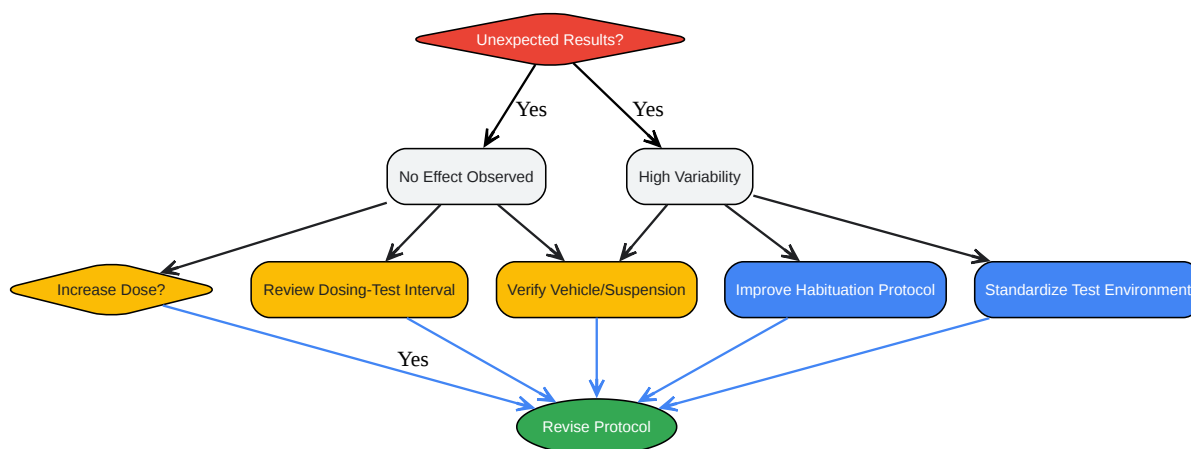 Unexpected Results?
Yes
Yes
No Effect Observed
High Variability
Increase Dose?
Review Dosing-Test Interval
Verify Vehicle/Suspension
Improve Habituation Protocol
Standardize Test Environment
Yes
Revise Protocol